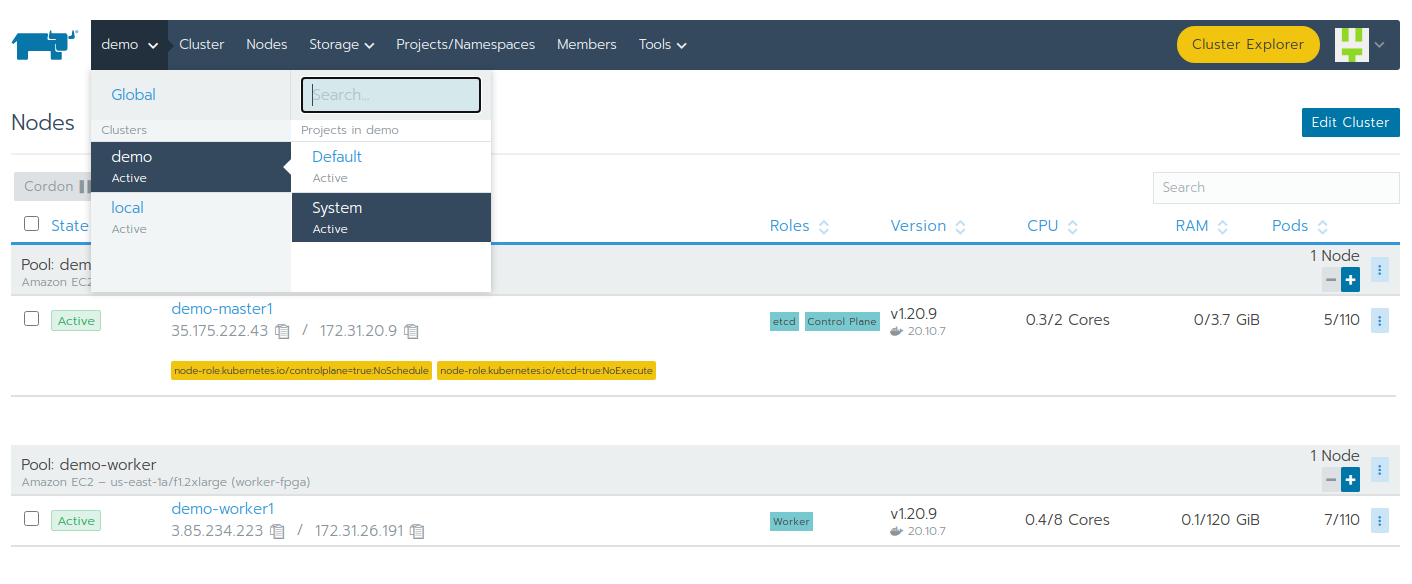 demo Cluster Nodes Storage Projects/Namespaces Members Tools Cluster Explorer
Global Search...
Nodes Edit Cluster
Clusters Projects in demo
demo Default
Active Active
Cordon Search
local System
Active Active
State Roles Version CPU RAM Pods
Pool: dem 1 Node
Amazon EC2
demo-master1
Active 35.175.222.43 / 172.31.20.9 etcd Control Plane v1.20.9 0.3/2 Cores 0/3.7 GiB 5/110
20.10.7
node-role.kubernetes.io/controlplane=true:NoSchedule node-role.kubernetes.io/etcd=true:NoExecute
Pool: demo-worker 1 Node
Amazon EC2 – us-east-1a/f1.2xlarge (worker-fpga)
demo-worker1
Active 3.85.234.223 / 172.31.26.191 Worker v1.20.9 0.4/8 Cores 0.1/120 GiB 7/110
20.10.7